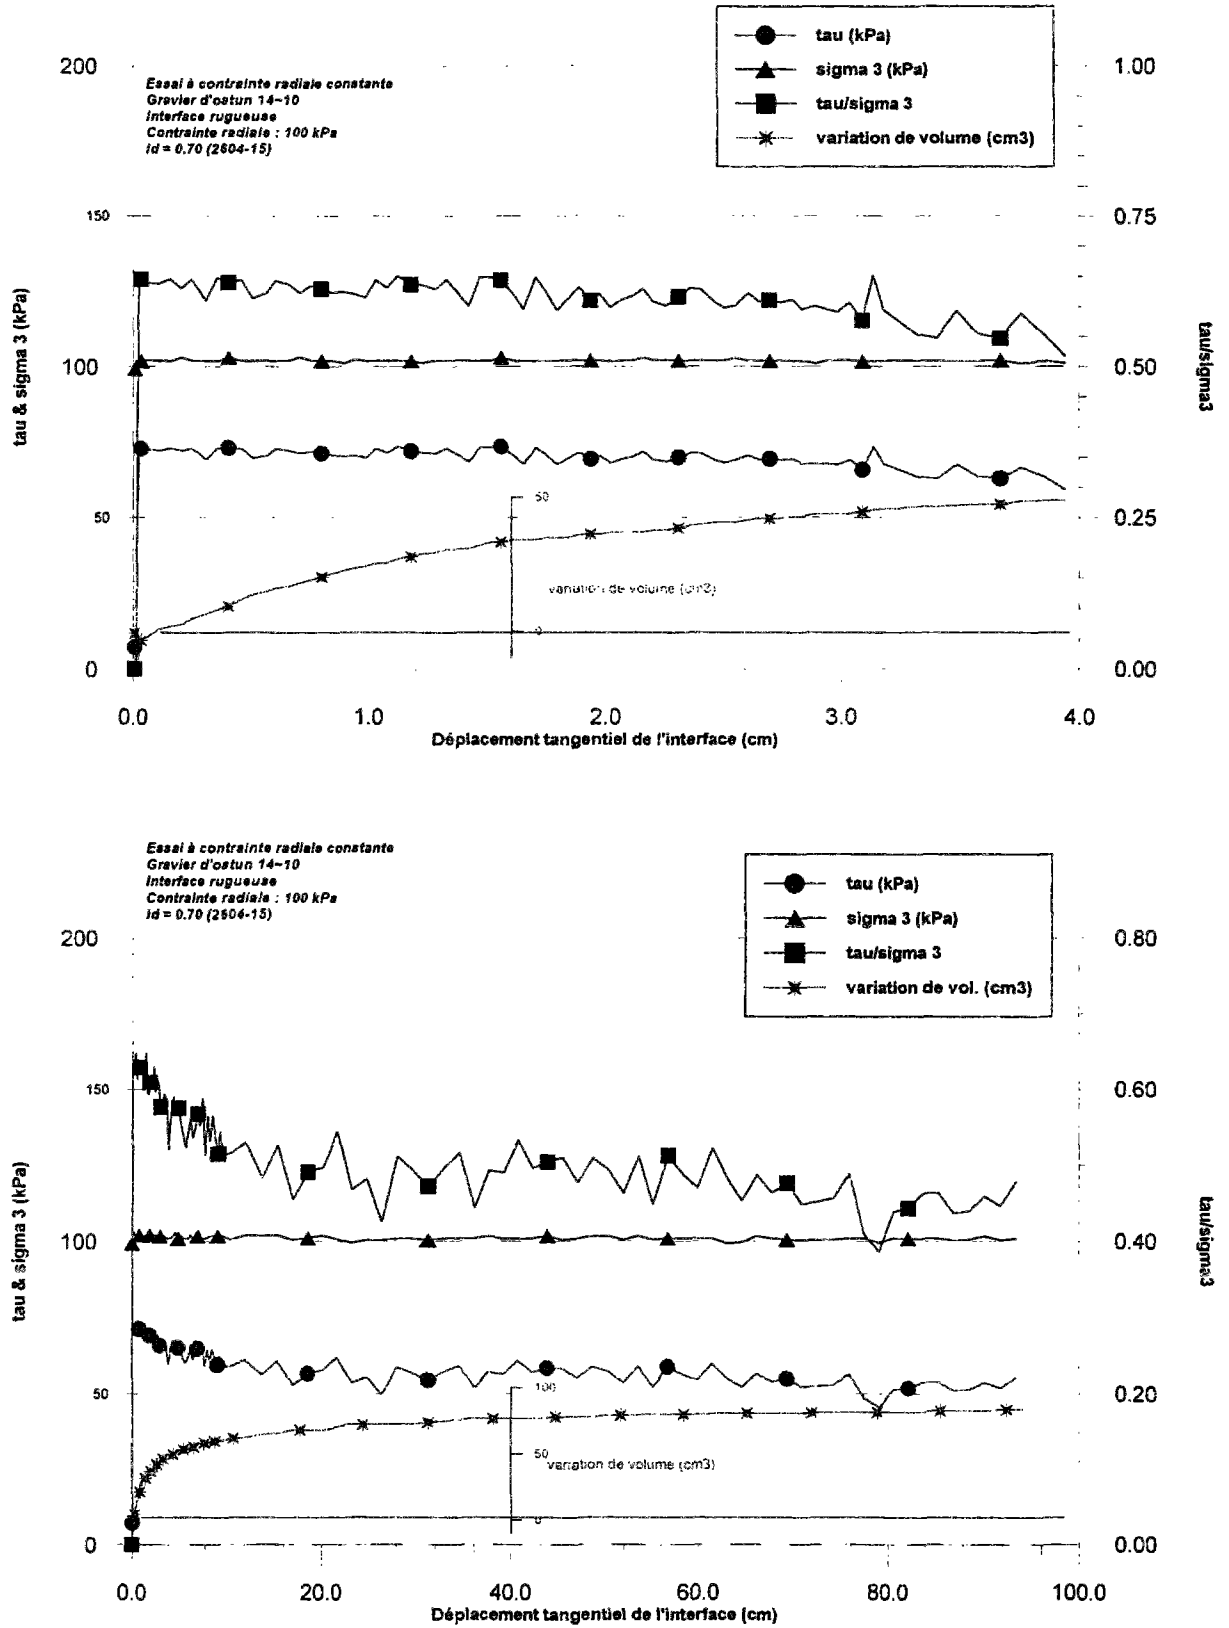 tau (kPa)
sigma 3 (kPa)
tau/sigma 3
variation de volume (cm3)
Essai à contrainte radiale constante
Gravier d'ostun 14~10
Interface rugueuse
Contrainte radiale : 100 kPa
id = 0.70 (2604-15)
200
150
100
50
0
tau & sigma 3 (kPa)
1.00
0.75
0.50
0.25
0.00
tau/sigma3
50
variation de volume (cm3)
0
0.0 1.0 2.0 3.0 4.0
Déplacement tangentiel de l'interface (cm)
Essai à contrainte radiale constante
Gravier d'ostun 14~10
Interface rugueuse
Contrainte radiale : 100 kPa
id = 0.70 (2604-15)
tau (kPa)
sigma 3 (kPa)
tau/sigma 3
variation de vol. (cm3)
200
150
100
50
0
tau & sigma 3 (kPa)
0.80
0.60
0.40
0.20
0.00
tau/sigma3
100
50
variation de volume (cm3)
0
0.0 20.0 40.0 60.0 80.0 100.0
Déplacement tangentiel de l'interface (cm)